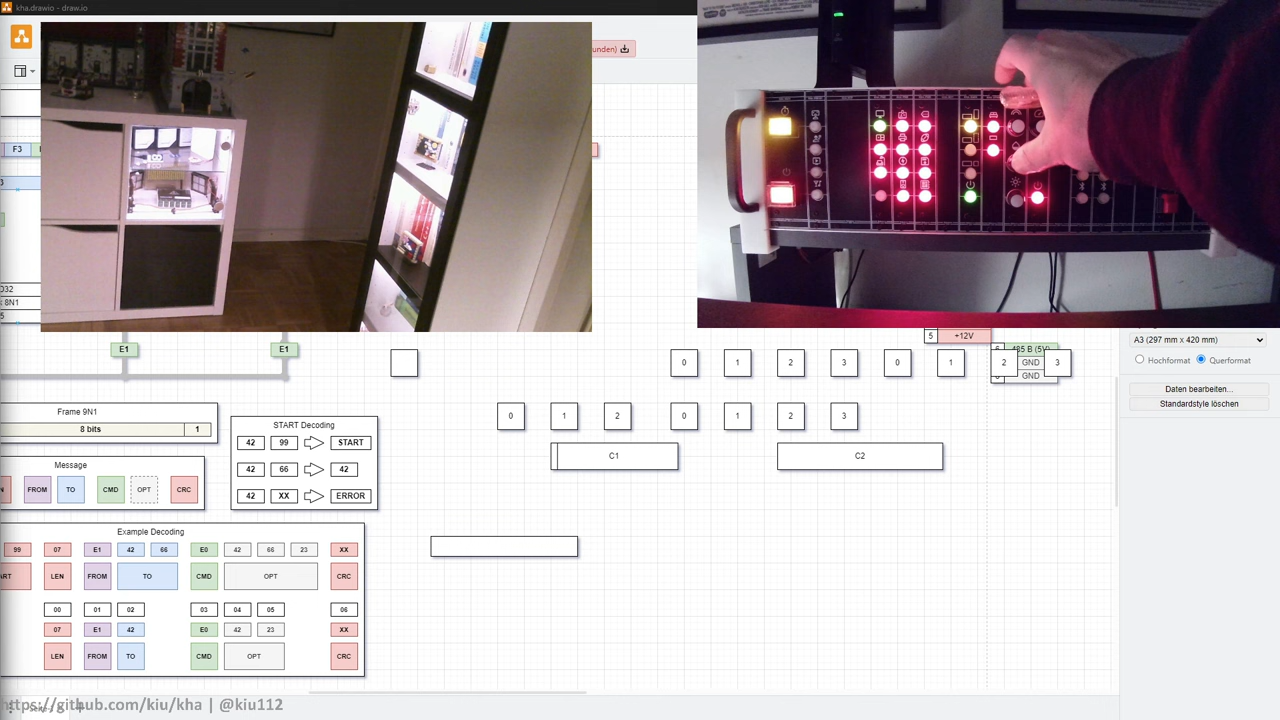 kha.drawio - draw.io
unden)
F3
3
032
8N1
5
E1 E1
Frame 9N1
8 bits 1
Message
N FROM TO CMD OPT CRC
START Decoding
42 99 START
42 66 42
42 XX ERROR
Example Decoding
99 07 E1 42 66 E0 42 66 23 XX
ART LEN FROM TO CMD OPT CRC
00 01 02 03 04 05 06
07 E1 42 E0 42 23 XX
LEN FROM TO CMD OPT CRC
5 +12V
485 B (5V)
0 1 2 3 0 1 2 GND 3
GND
0 1 2 0 1 2 3
C1 C2
A3 (297 mm x 420 mm)
Hochformat Querformat
Daten bearbeiten...
Standardstyle löschen
https://github.com/kiu/kha | @kiu112